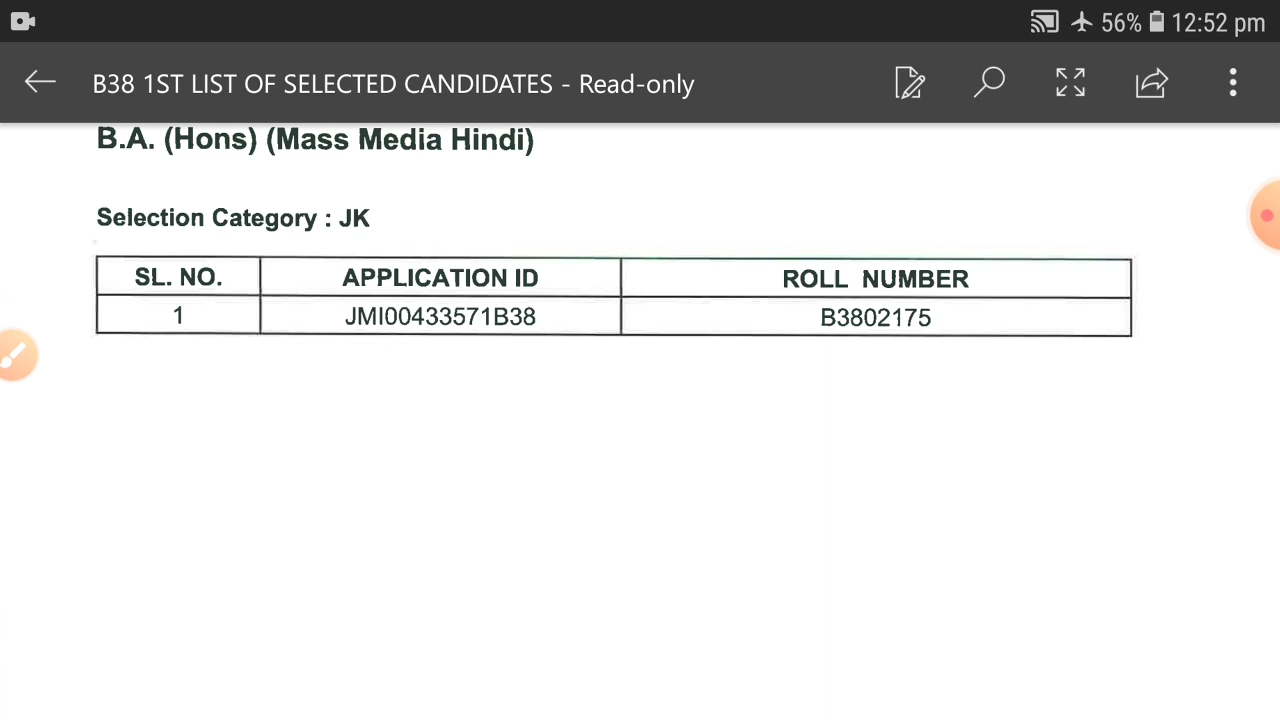 56% 12:52 pm
B38 1ST LIST OF SELECTED CANDIDATES - Read-only
B.A. (Hons) (Mass Media Hindi)
Selection Category : JK
SL. NO. APPLICATION ID ROLL NUMBER
1 JMI00433571B38 B3802175